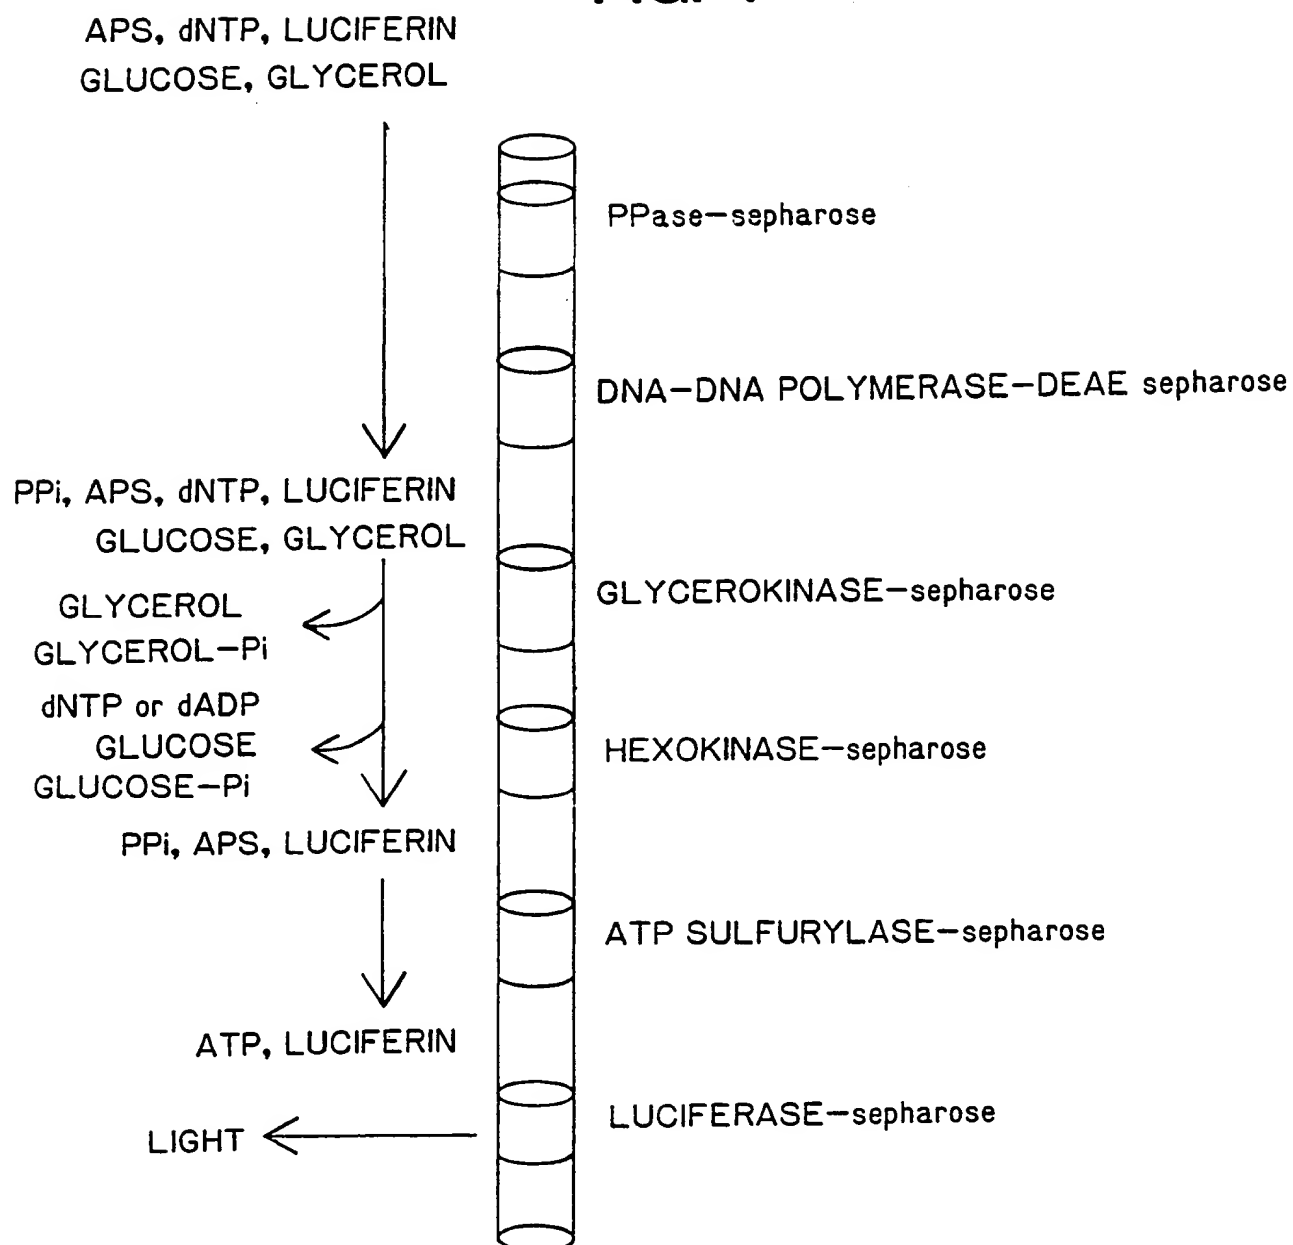 APS, dNTP, LUCIFERIN
GLUCOSE, GLYCEROL
PPase—sepharose
DNA—DNA POLYMERASE—DEAE sepharose
PPi, APS, dNTP, LUCIFERIN
GLUCOSE, GLYCEROL
GLYCEROKINASE—sepharose
GLYCEROL
GLYCEROL—Pi
dNTP or dADP
GLUCOSE
GLUCOSE—Pi
HEXOKINASE—sepharose
PPi, APS, LUCIFERIN
ATP SULFURYLASE—sepharose
ATP, LUCIFERIN
LUCIFERASE—sepharose
LIGHT